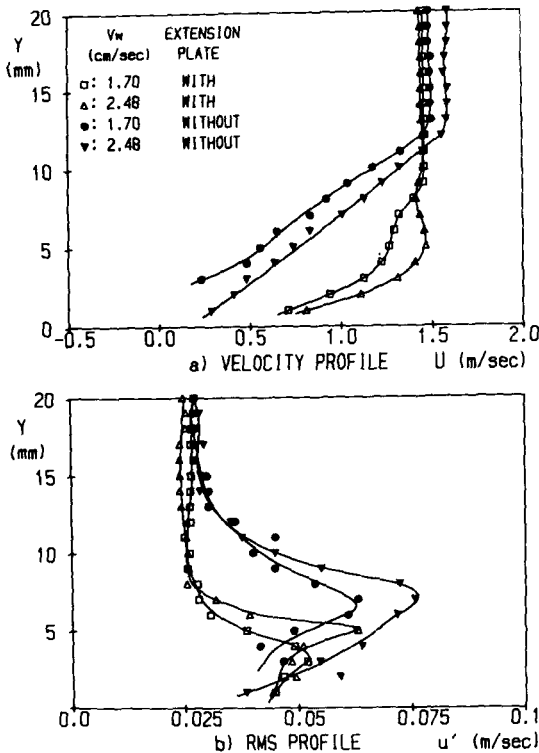 20
Y
(mm)
15
10
5
0
Vw EXTENSION
(cm/sec) PLATE
□: 1.70 WITH
△: 2.48 WITH
●: 1.70 WITHOUT
▼: 2.48 WITHOUT
-0.5 0.0 0.5 1.0 1.5 2.0
a) VELOCITY PROFILE U (m/sec)
20
Y
(mm)
15
10
5
0
0.00 0.025 0.050 0.075 0.1
b) RMS PROFILE u' (m/sec)